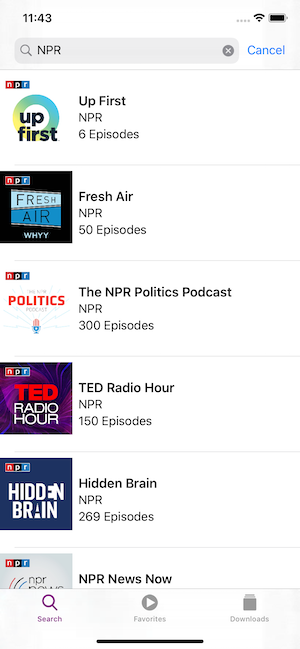 11:43
NPR
Cancel
npr
up
first
Up First
NPR
6 Episodes
npr
FRESH
AIR
WHYY
Fresh Air
NPR
50 Episodes
npr
POLITICS
PODCAST
The NPR Politics Podcast
NPR
300 Episodes
npr
TED
RADIO
HOUR
TED Radio Hour
NPR
150 Episodes
npr
HIDDEN
BRAIN
Hidden Brain
NPR
269 Episodes
npr
npr
news
NPR News Now
Search
Favorites
Downloads